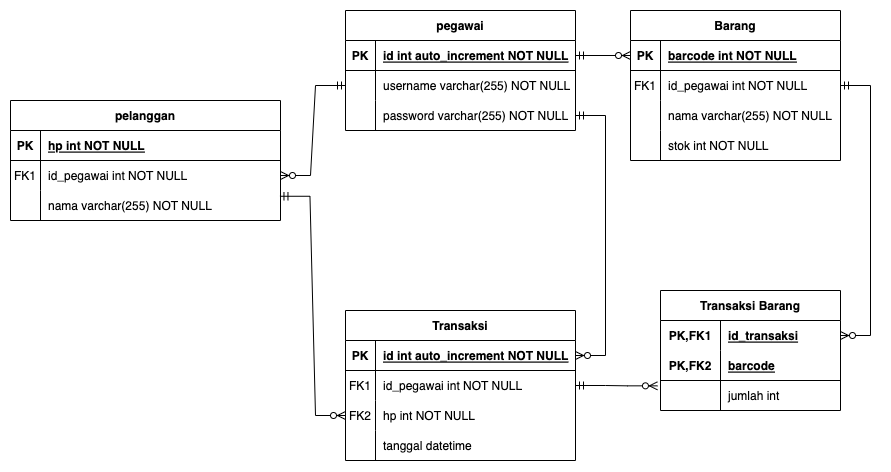 pegawai
PK id int auto_increment NOT NULL
username varchar(255) NOT NULL
password varchar(255) NOT NULL
Barang
PK barcode int NOT NULL
FK1 id_pegawai int NOT NULL
nama varchar(255) NOT NULL
stok int NOT NULL
pelanggan
PK hp int NOT NULL
FK1 id_pegawai int NOT NULL
nama varchar(255) NOT NULL
Transaksi
PK id int auto_increment NOT NULL
FK1 id_pegawai int NOT NULL
FK2 hp int NOT NULL
tanggal datetime
Transaksi Barang
PK,FK1 id_transaksi
PK,FK2 barcode
jumlah int